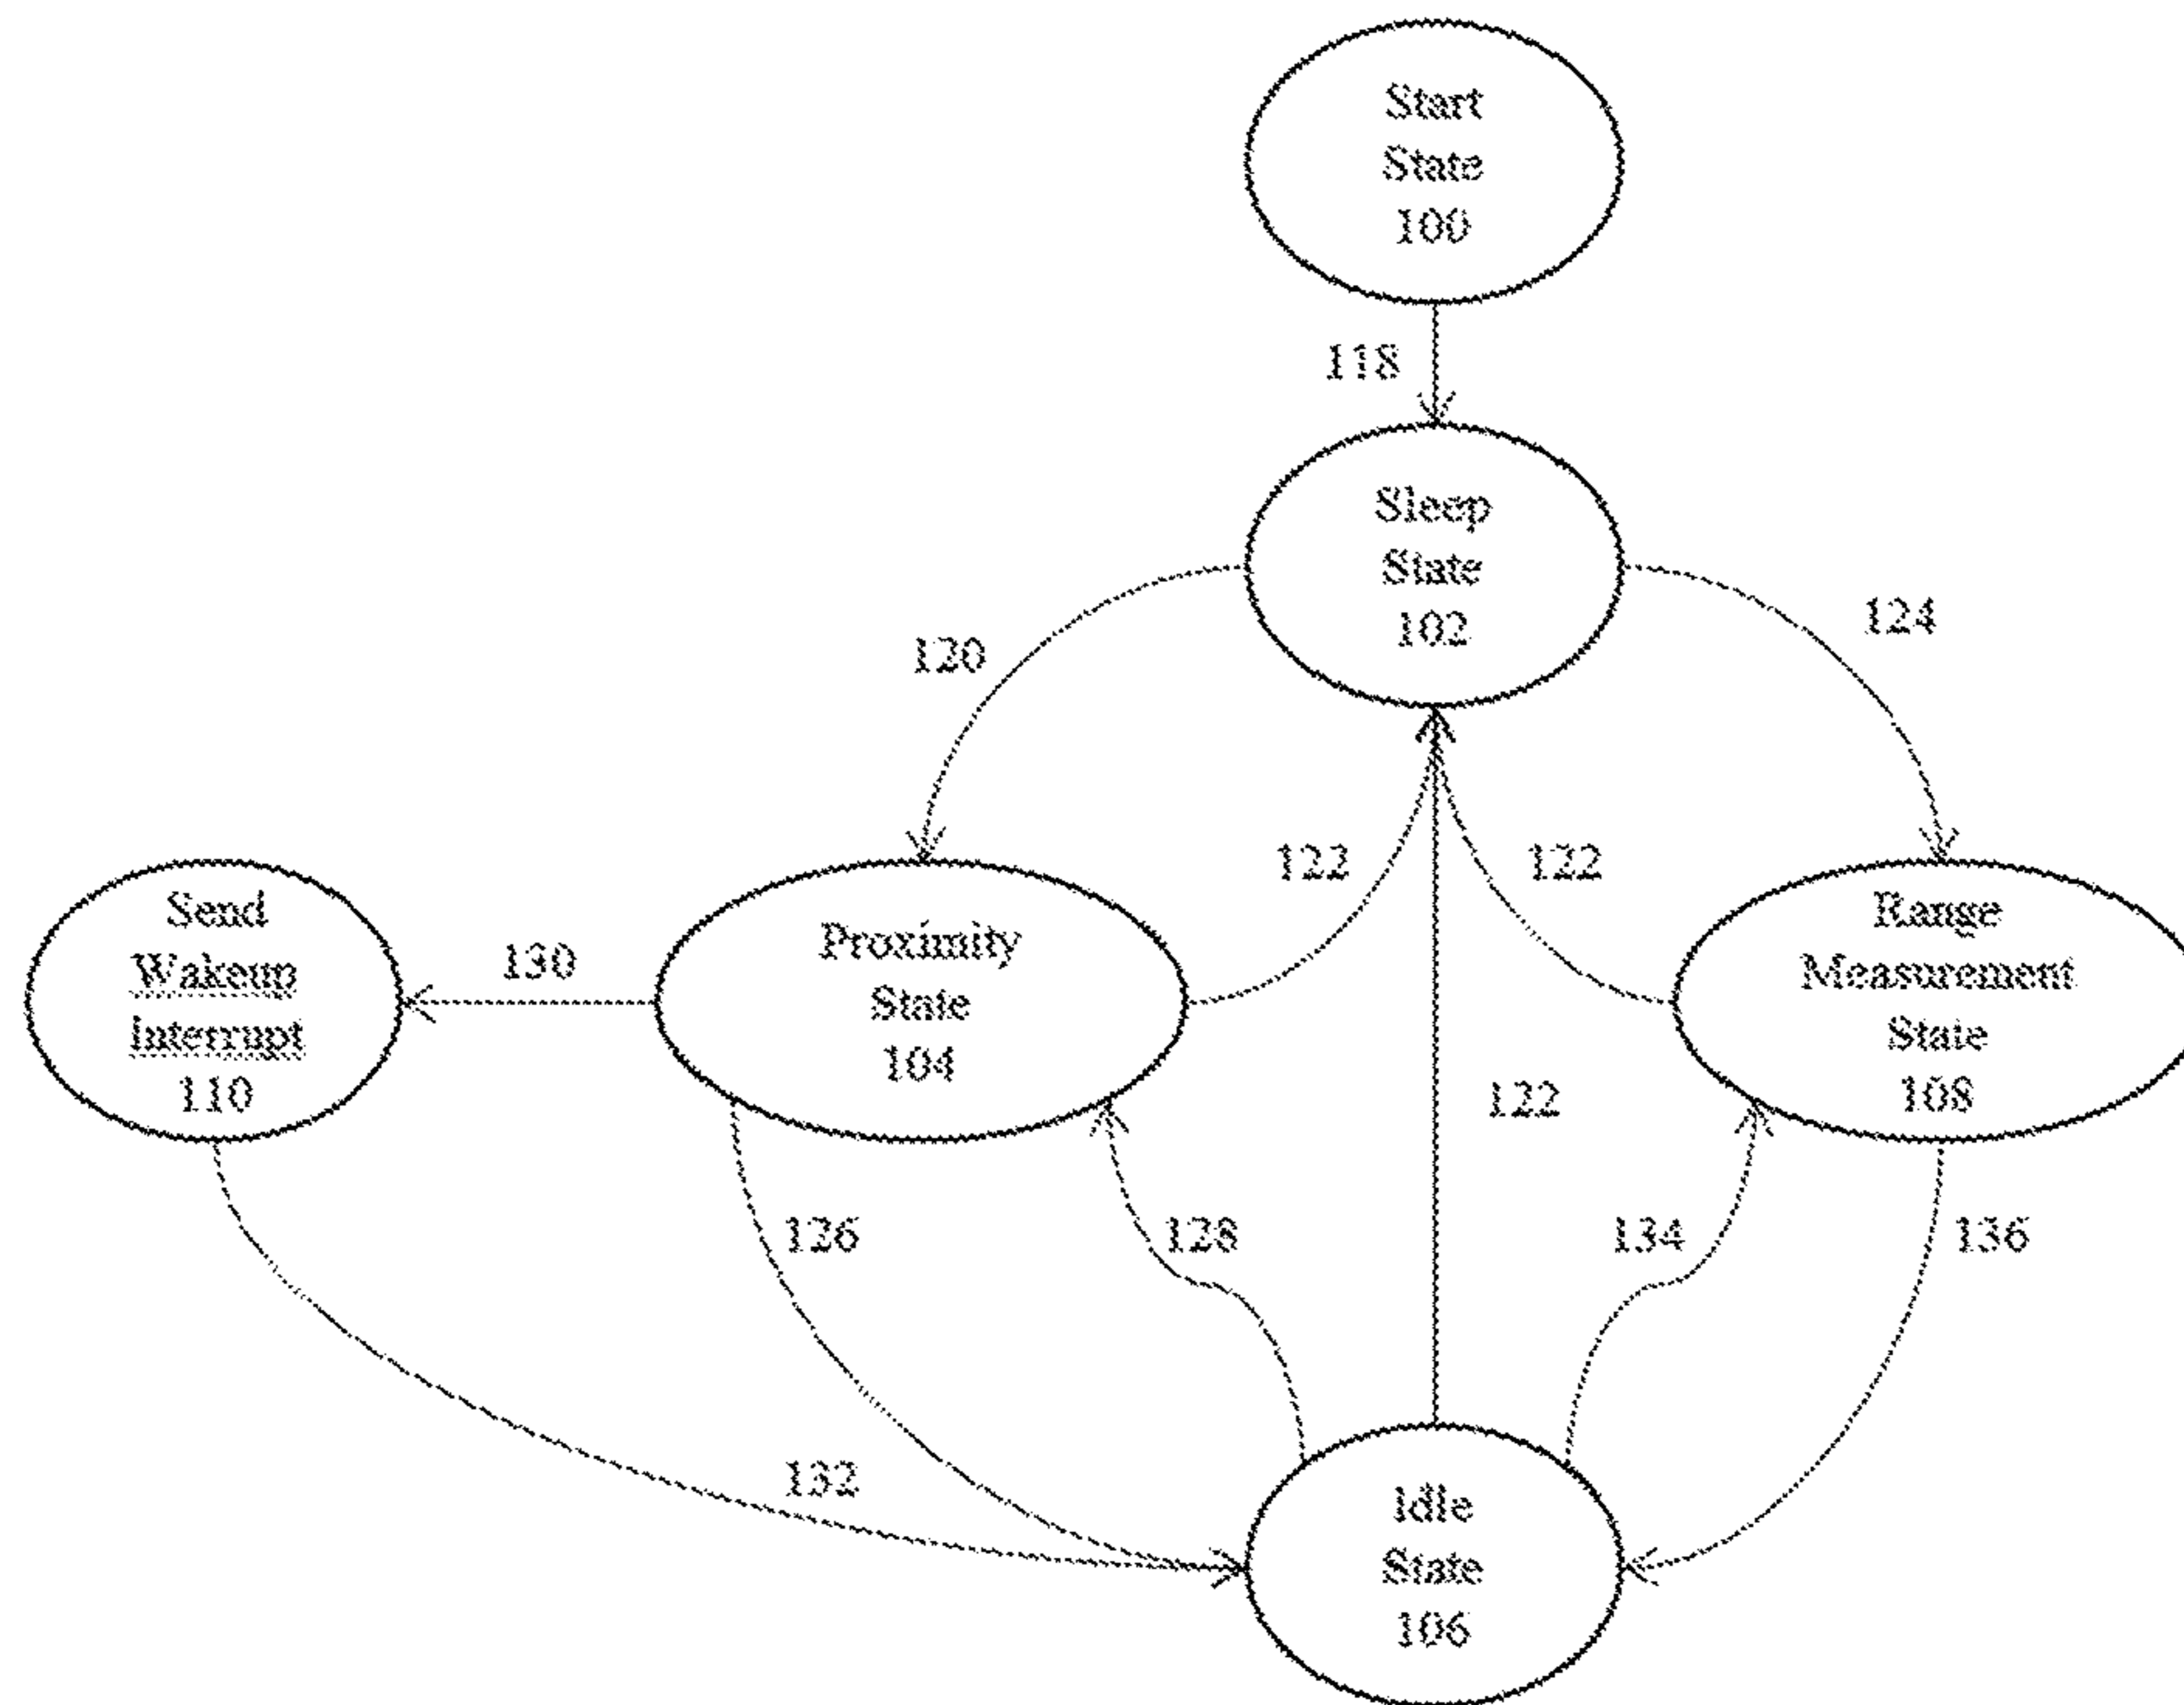 Start
State
100
118
Sleep
State
102
120
124
122
122
Send
Wakeup
Interrupt
110
130
Proximity
State
104
Range
Measurement
State
108
122
126
128
134
136
132
Idle
State
106